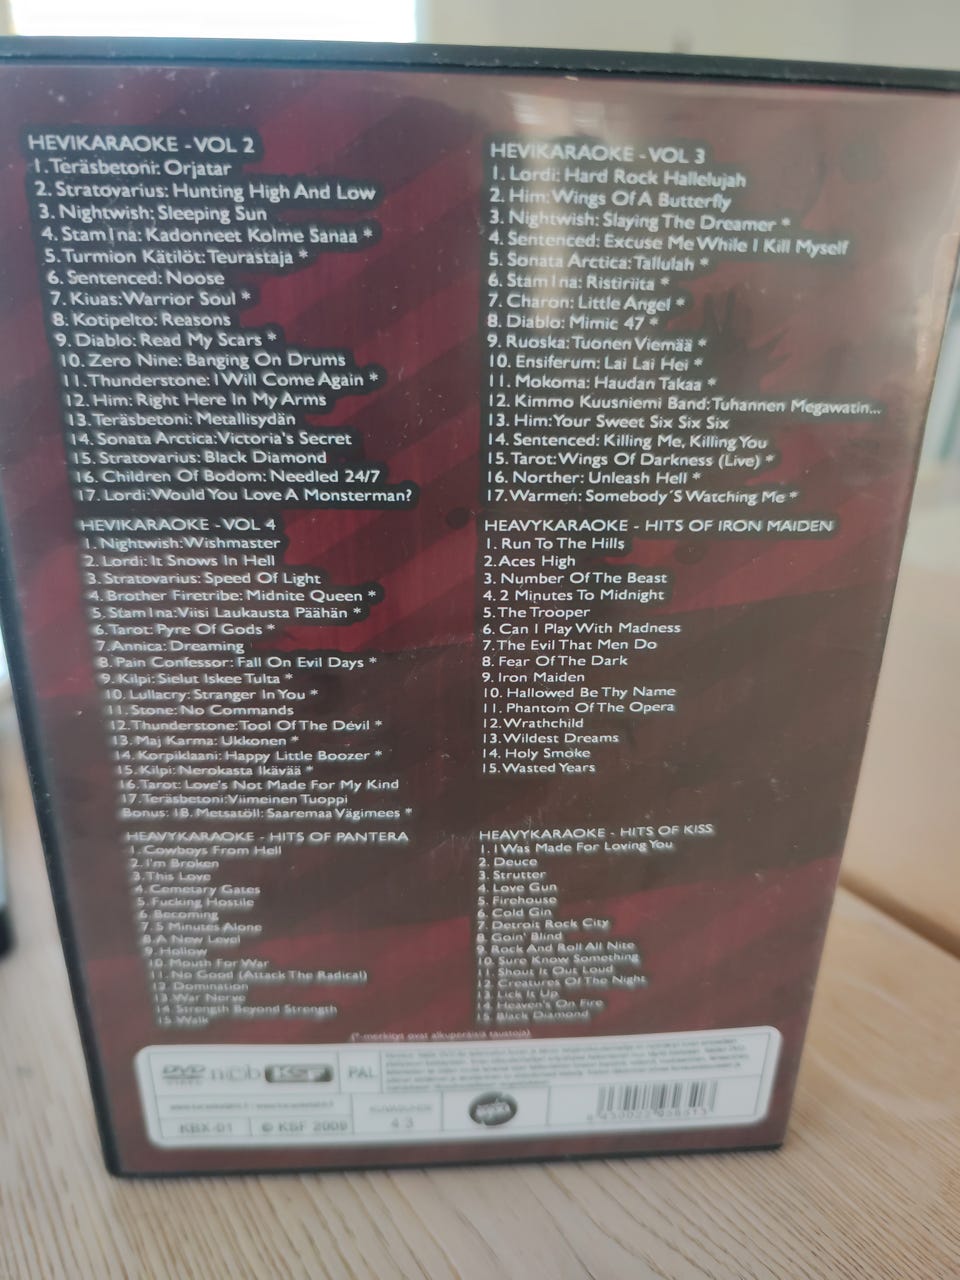 HEVIKARAOKE - VOL 2
1. Teräsbetoni: Orjatar
2. Stratovarius: Hunting High And Low
3. Nightwish: Sleeping Sun
4. Stam1na: Kadonneet Kolme Sanaa *
5. Turmion Kätilöt: Teurastaja *
6. Sentenced: Noose
7. Kiuas: Warrior Soul *
8. Kotipelto: Reasons
9. Diablo: Read My Scars *
10. Zero Nine: Banging On Drums
11. Thunderstone: I Will Come Again *
12. Him: Right Here In My Arms
13. Teräsbetoni: Metallisydän
14. Sonata Arctica: Victoria's Secret
15. Stratovarius: Black Diamond
16. Children Of Bodom: Needled 24/7
17. Lordi: Would You Love A Monsterman?
HEVIKARAOKE - VOL 3
1. Lordi: Hard Rock Hallelujah
2. Him: Wings Of A Butterfly
3. Nightwish: Slaying The Dreamer *
4. Sentenced: Excuse Me While I Kill Myself
5. Sonata Arctica: Tallulah *
6. Stam1na: Ristiriita *
7. Charon: Little Angel *
8. Diablo: Mimic 47 *
9. Ruoska: Tuonen Viemää *
10. Ensiferum: Lai Lai Hei *
11. Mokoma: Haudan Takaa *
12. Kimmo Kuusniemi Band: Tuhannen Megawatin...
13. Him: Your Sweet Six Six Six
14. Sentenced: Killing Me, Killing You
15. Tarot: Wings Of Darkness (Live) *
16. Norther: Unleash Hell *
17. Warmen: Somebody´S Watching Me *
HEVIKARAOKE - VOL 4
1. Nightwish: Wishmaster
2. Lordi: It Snows In Hell
3. Stratovarius: Speed Of Light
4. Brother Firetribe: Midnite Queen *
5. Stam1na: Viisi Laukausta Päähän *
6. Tarot: Pyre Of Gods *
7. Annica: Dreaming
8. Pain Confessor: Fall On Evil Days *
9. Kilpi: Sielut Iskee Tulta *
10. Lullacry: Stranger In You *
11. Stone: No Commands
12. Thunderstone: Tool Of The Devil *
13. Maj Karma: Ukkonen *
14. Korpiklaani: Happy Little Boozer *
15. Kilpi: Nerokasta Ikävää *
16. Tarot: Love's Not Made For My Kind
17. Teräsbetoni: Viimeinen Tuoppi
Bonus: 18. Metsatöll: Saaremaa Vägimees *
HEAVYKARAOKE - HITS OF IRON MAIDEN
1. Run To The Hills
2. Aces High
3. Number Of The Beast
4. 2 Minutes To Midnight
5. The Trooper
6. Can I Play With Madness
7. The Evil That Men Do
8. Fear Of The Dark
9. Iron Maiden
10. Hallowed Be Thy Name
11. Phantom Of The Opera
12. Wrathchild
13. Wildest Dreams
14. Holy Smoke
15. Wasted Years
HEAVYKARAOKE - HITS OF PANTERA
1. Cowboys From Hell
2. I'm Broken
3. This Love
4. Cemetary Gates
5. Fucking Hostile
6. Becoming
7. 5 Minutes Alone
8. A New Level
9. Hollow
10. Mouth For War
11. No Good (Attack The Radical)
12. Domination
13. War Nerve
14. Strength Beyond Strength
15. Walk
HEAVYKARAOKE - HITS OF KISS
1. I Was Made For Loving You
2. Deuce
3. Strutter
4. Love Gun
5. Firehouse
6. Cold Gin
7. Detroit Rock City
8. Goin' Blind
9. Rock And Roll All Nite
10. Sure Know Something
11. Shout It Out Loud
12. Creatures Of The Night
13. Lick It Up
14. Heaven's On Fire
15. Black Diamond
(*-merkityt ovat alkuperäisiä taustoja)
DVD VIDEO ncb KSF PAL
KBX-01 © KSF 2009 4:3